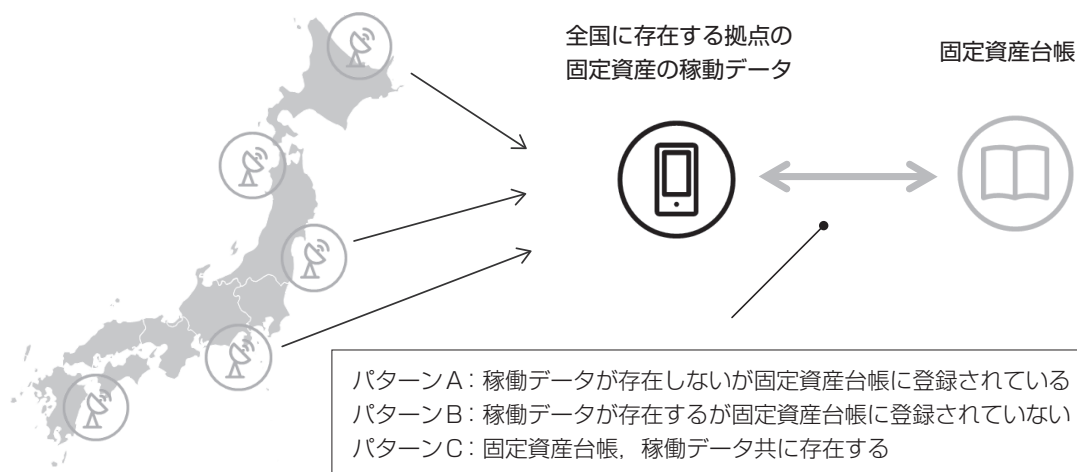 全国に存在する拠点の
固定資産の稼動データ
固定資産台帳
パターンA:稼働データが存在しないが固定資産台帳に登録されている
パターンB:稼働データが存在するが固定資産台帳に登録されていない
パターンC:固定資産台帳,稼働データ共に存在する